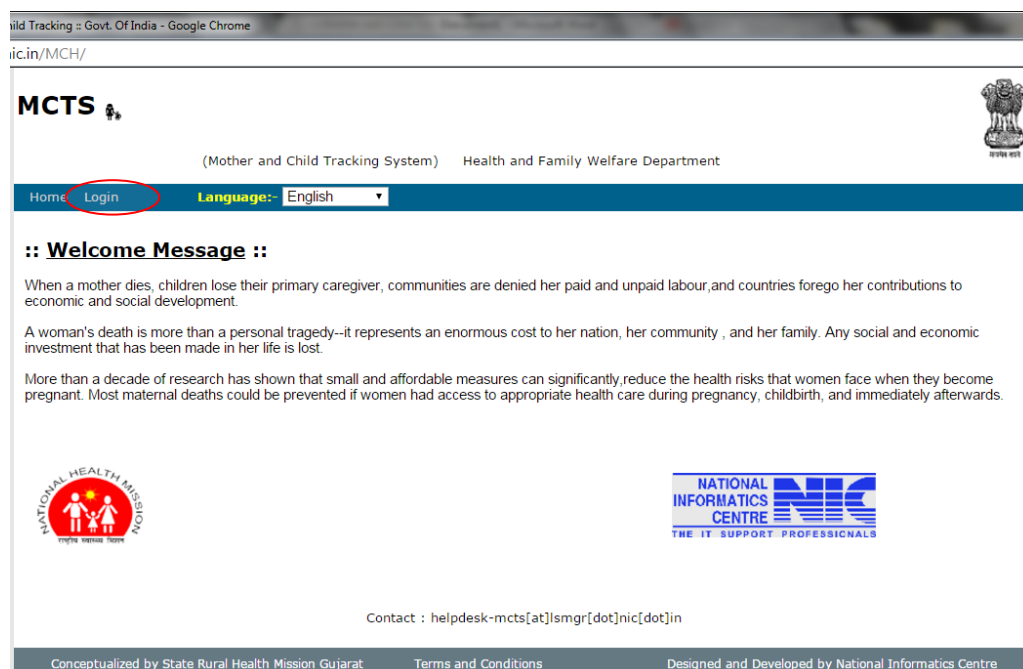 ild Tracking :: Govt. Of India - Google Chrome
ic.in/MCH/
MCTS
(Mother and Child Tracking System) Health and Family Welfare Department
Home Login Language:- English
:: Welcome Message ::
When a mother dies, children lose their primary caregiver, communities are denied her paid and unpaid labour,and countries forego her contributions to
economic and social development.
A woman's death is more than a personal tragedy--it represents an enormous cost to her nation, her community , and her family. Any social and economic
investment that has been made in her life is lost.
More than a decade of research has shown that small and affordable measures can significantly,reduce the health risks that women face when they become
pregnant. Most maternal deaths could be prevented if women had access to appropriate health care during pregnancy, childbirth, and immediately afterwards.
NATIONAL HEALTH MISSION
राष्ट्रीय स्वास्थ्य मिशन
NATIONAL
INFORMATICS
CENTRE
NIC
THE IT SUPPORT PROFESSIONALS
Contact : helpdesk-mcts[at]lsmgr[dot]nic[dot]in
Conceptualized by State Rural Health Mission Gujarat Terms and Conditions Designed and Developed by National Informatics Centre